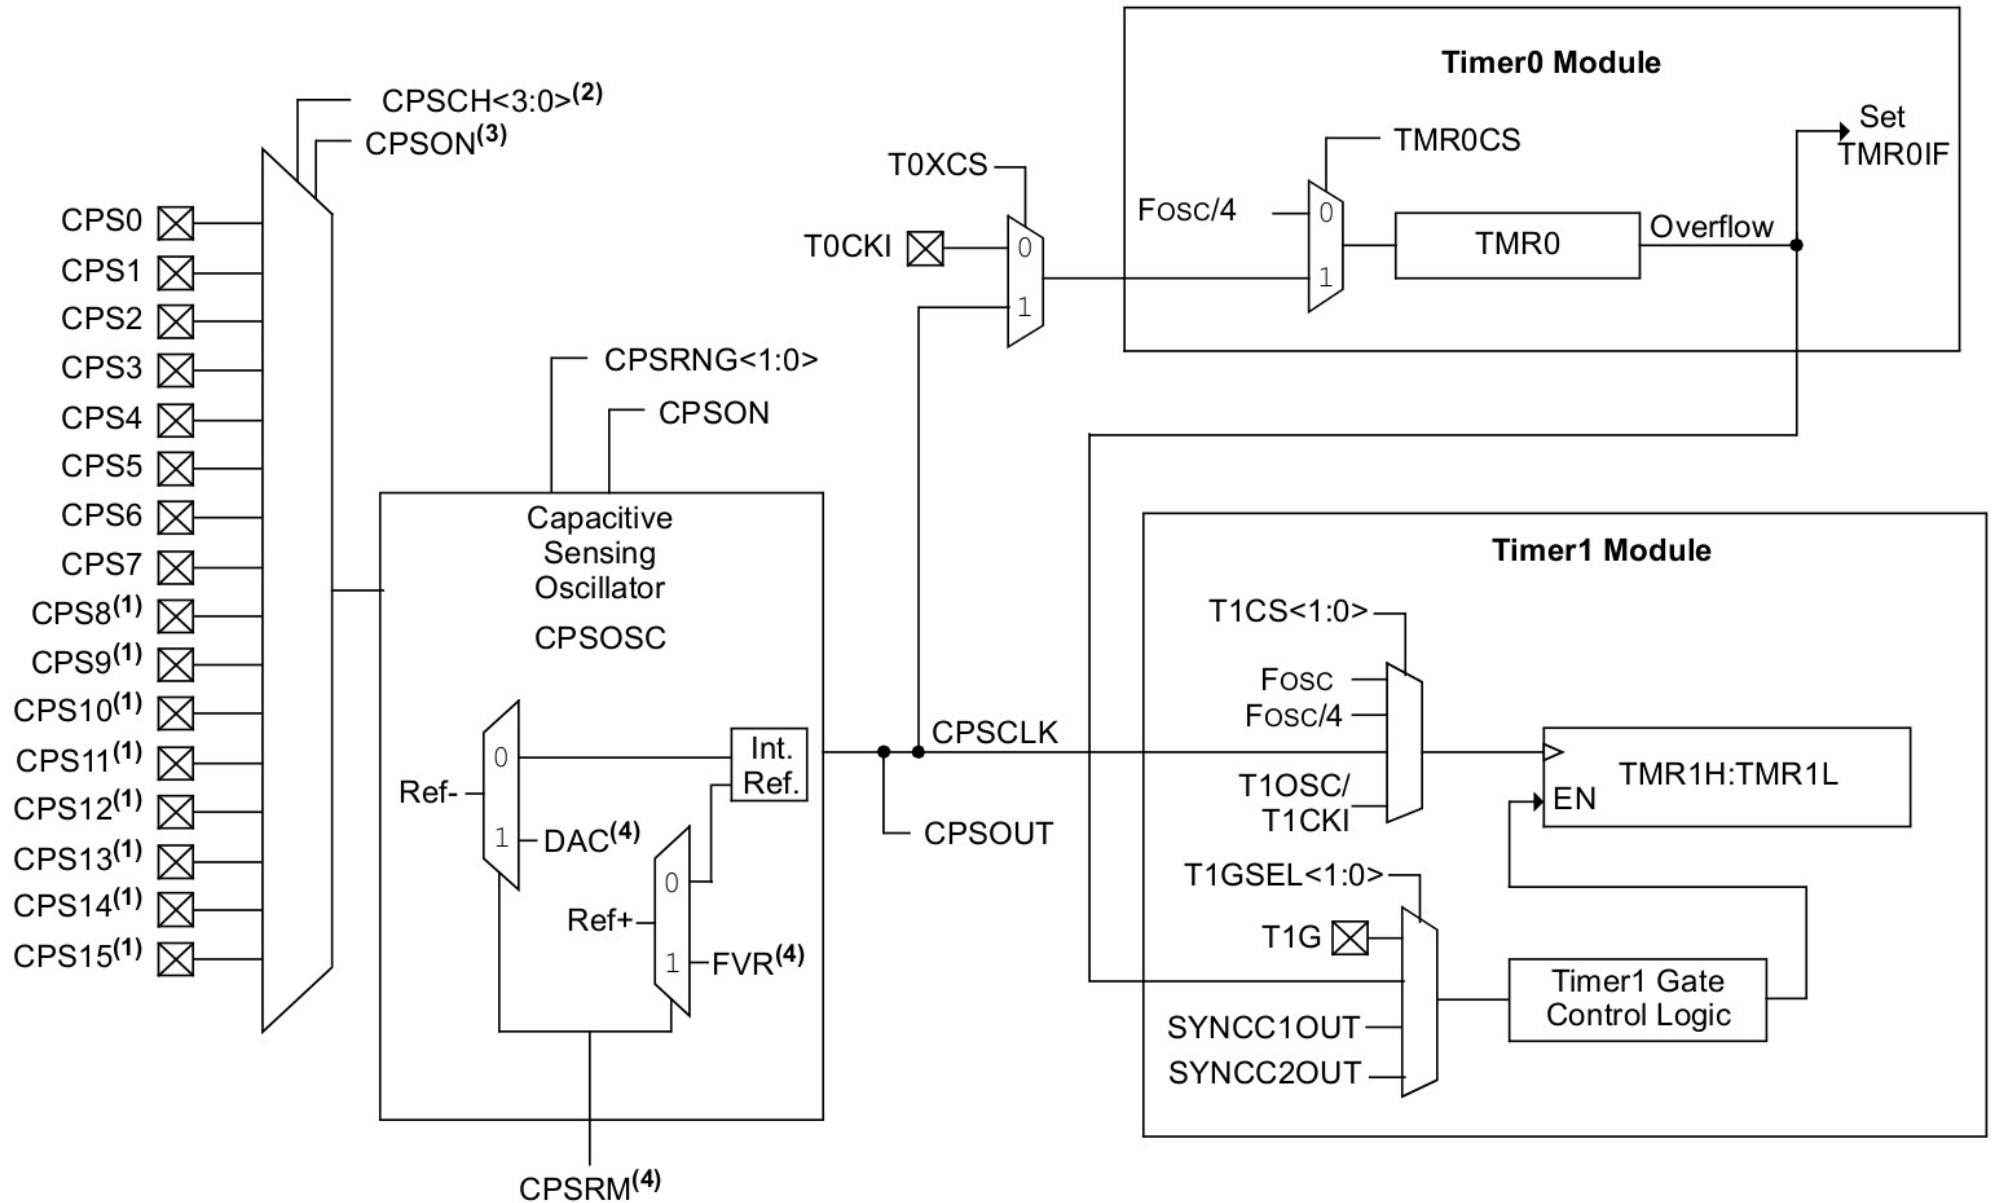 CPSCH<3:0>(2)
CPSON(3)
CPS0
CPS1
CPS2
CPS3
CPS4
CPS5
CPS6
CPS7
CPS8(1)
CPS9(1)
CPS10(1)
CPS11(1)
CPS12(1)
CPS13(1)
CPS14(1)
CPS15(1)
CPSRNG<1:0>
CPSON
Capacitive
Sensing
Oscillator
CPSOSC
0
Ref-
1
DAC(4)
Int.
Ref.
0
Ref+
1
FVR(4)
CPSRM(4)
CPSCLK
CPSOUT
T0XCS
T0CKI
0
1
Timer0 Module
TMR0CS
FOSC/4
0
1
TMR0
Overflow
Set
TMR0IF
Timer1 Module
T1CS<1:0>
FOSC
FOSC/4
T1OSC/
T1CKI
TMR1H:TMR1L
EN
T1GSEL<1:0>
T1G
SYNCC1OUT
SYNCC2OUT
Timer1 Gate
Control Logic